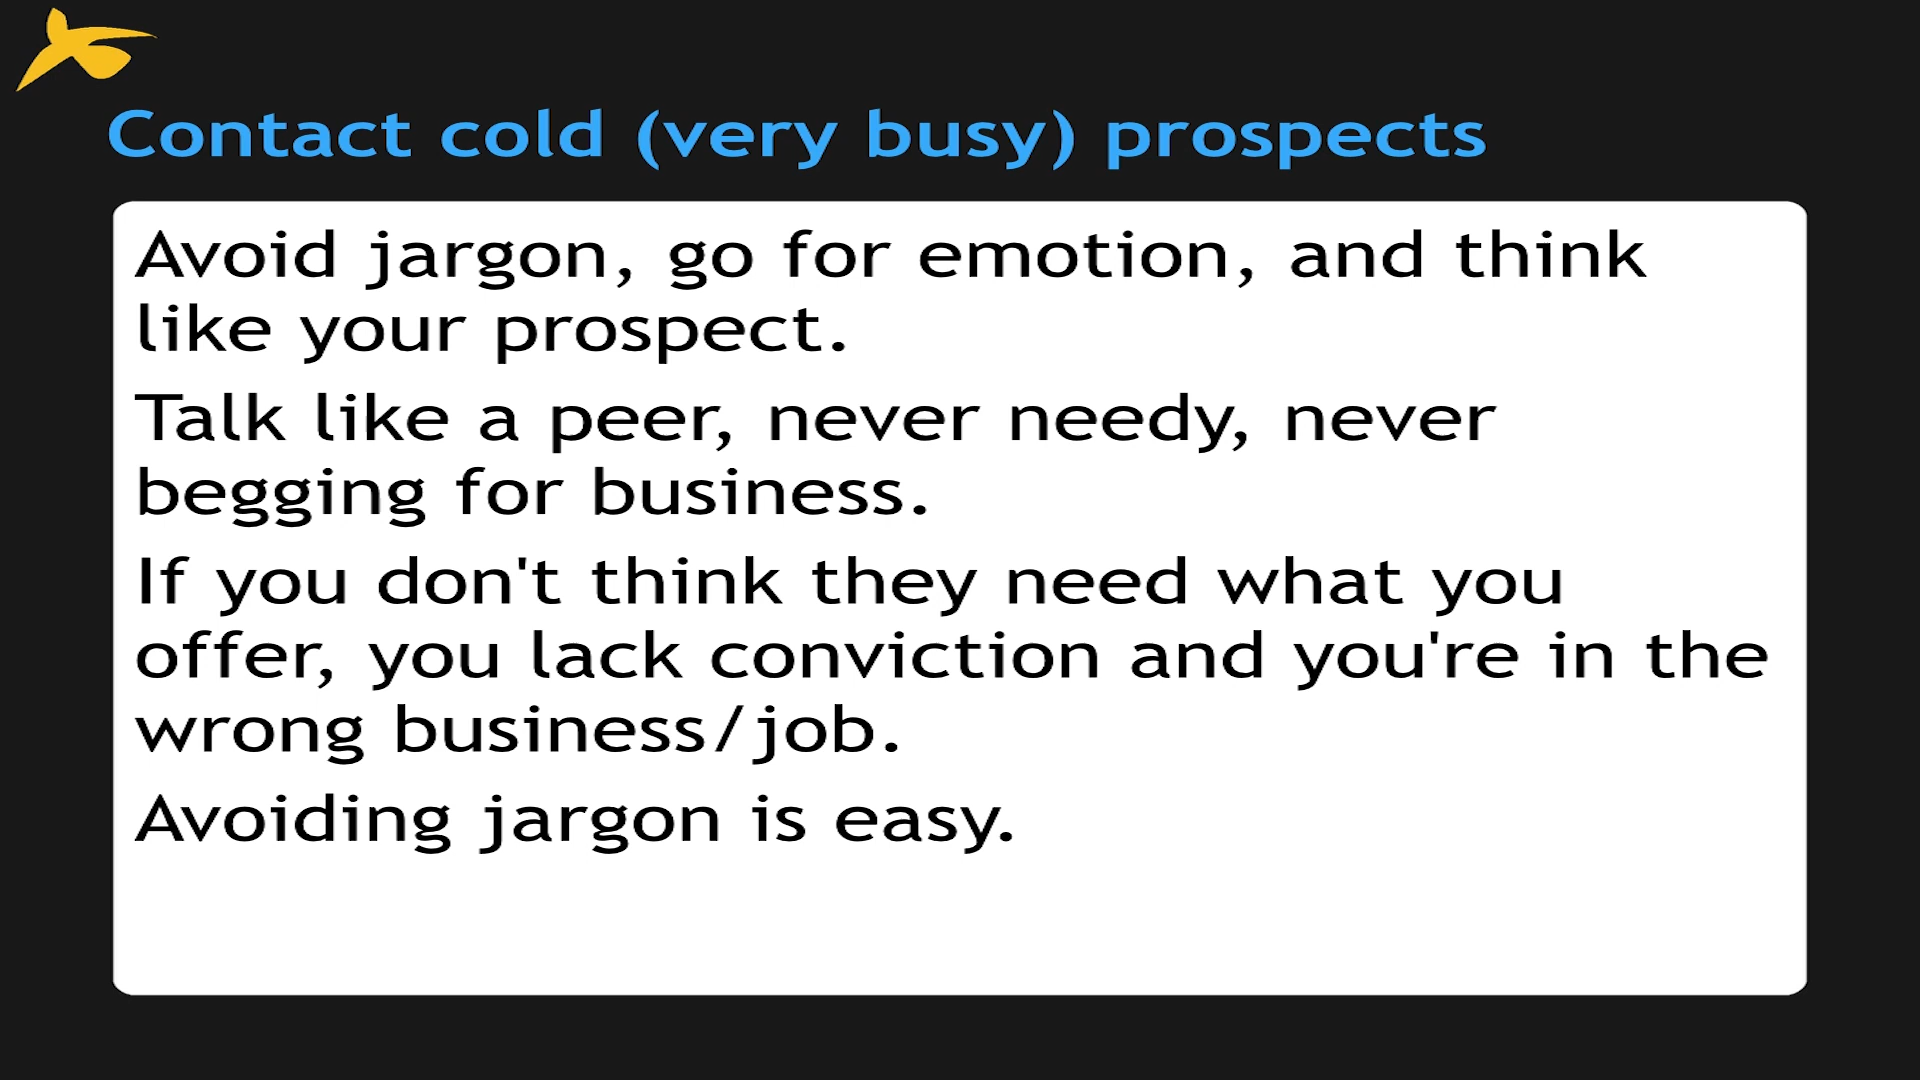 Contact cold (very busy) prospects
Avoid jargon, go for emotion, and think
like your prospect.
Talk like a peer, never needy, never
begging for business.
If you don't think they need what you
offer, you lack conviction and you're in the
wrong business/job.
Avoiding jargon is easy.